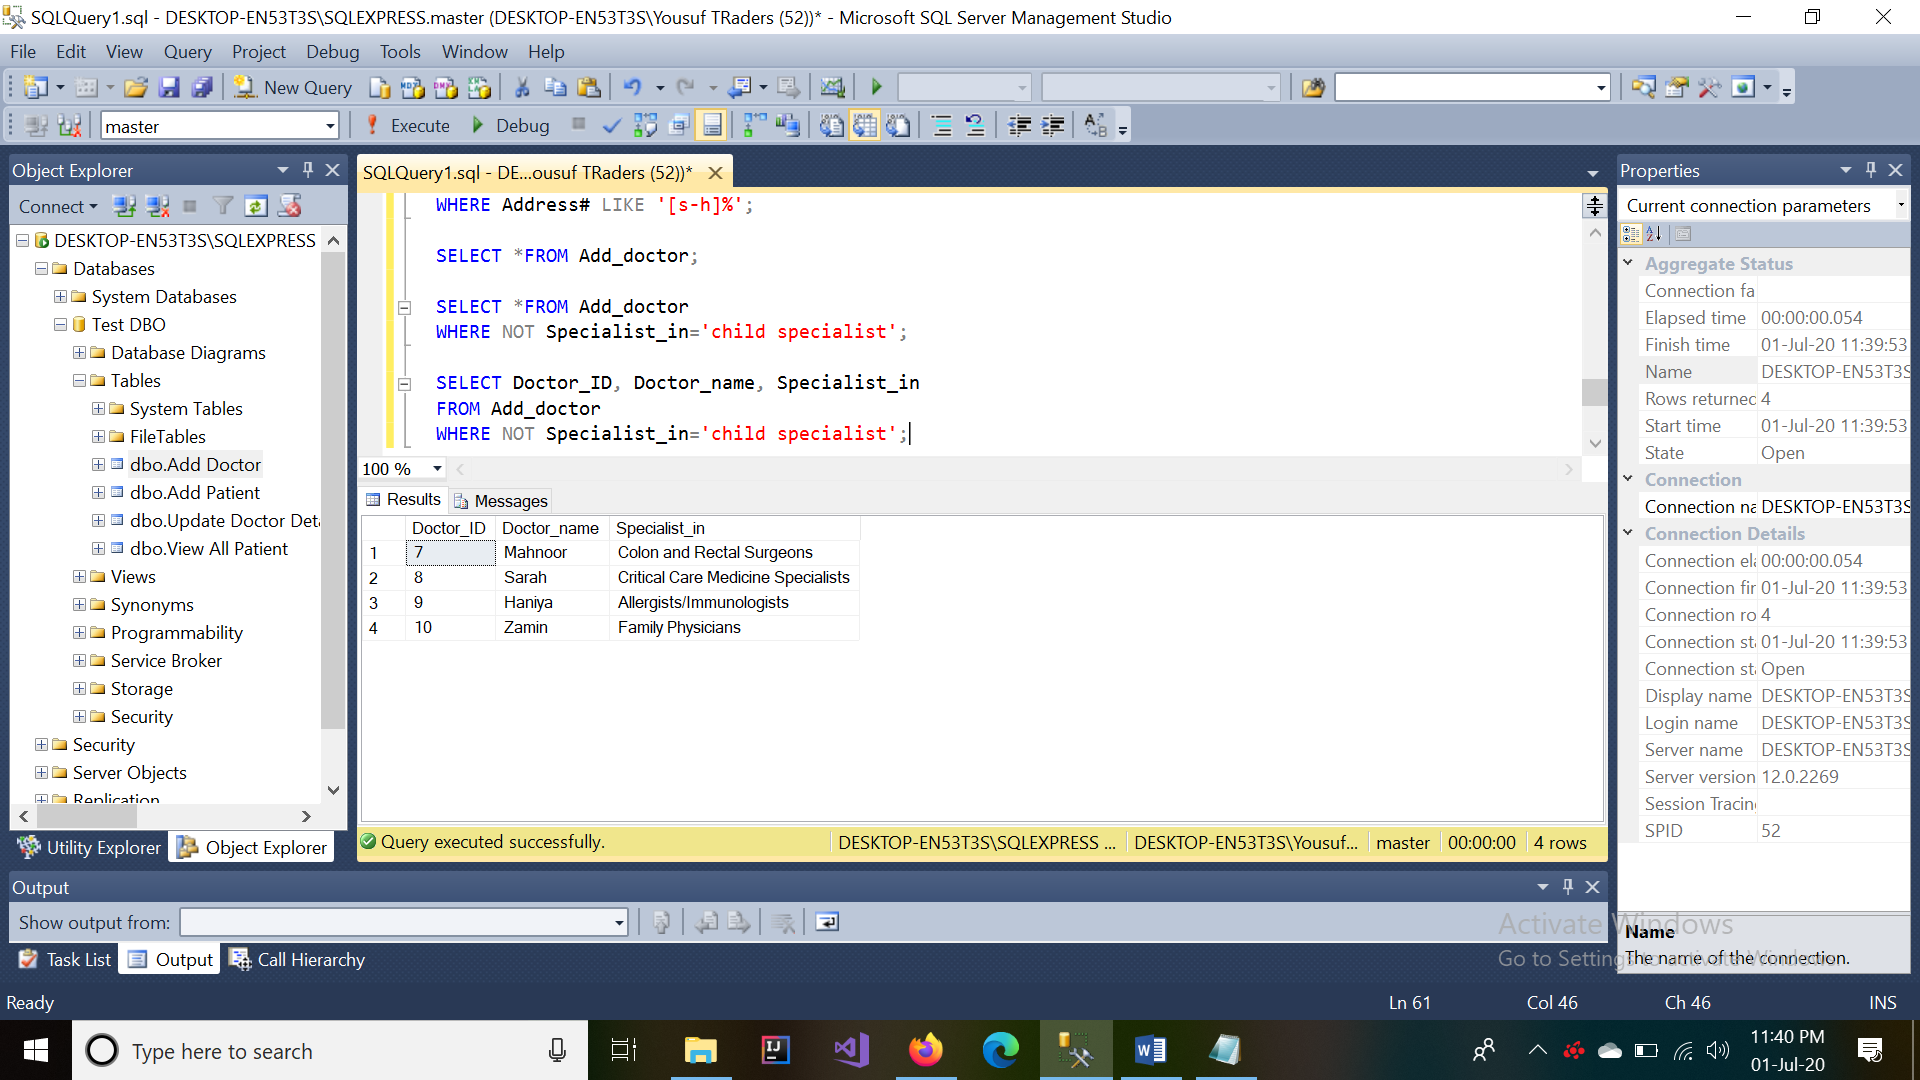 SQLQuery1.sql - DESKTOP-EN53T3S\SQLEXPRESS.master (DESKTOP-EN53T3S\Yousuf TRaders (52))* - Microsoft SQL Server Management Studio
File Edit View Query Project Debug Tools Window Help
New Query
master Execute Debug
Object Explorer
Connect
DESKTOP-EN53T3S\SQLEXPRESS
Databases
System Databases
Test DBO
Database Diagrams
Tables
System Tables
FileTables
dbo.Add Doctor
dbo.Add Patient
dbo.Update Doctor Deta
dbo.View All Patient
Views
Synonyms
Programmability
Service Broker
Storage
Security
Security
Server Objects
Replication
Utility Explorer Object Explorer
SQLQuery1.sql - DE...ousuf TRaders (52))*
WHERE Address# LIKE '[s-h]%';
SELECT *FROM Add_doctor;
SELECT *FROM Add_doctor
WHERE NOT Specialist_in='child specialist';
SELECT Doctor_ID, Doctor_name, Specialist_in
FROM Add_doctor
WHERE NOT Specialist_in='child specialist';
100 %
Results Messages
Doctor_ID Doctor_name Specialist_in
1 7 Mahnoor Colon and Rectal Surgeons
2 8 Sarah Critical Care Medicine Specialists
3 9 Haniya Allergists/Immunologists
4 10 Zamin Family Physicians
Query executed successfully. DESKTOP-EN53T3S\SQLEXPRESS ... DESKTOP-EN53T3S\Yousuf... master 00:00:00 4 rows
Properties
Current connection parameters
Aggregate Status
Connection fa
Elapsed time 00:00:00.054
Finish time 01-Jul-20 11:39:53
Name DESKTOP-EN53T3S
Rows returnec 4
Start time 01-Jul-20 11:39:53
State Open
Connection
Connection na DESKTOP-EN53T3S
Connection Details
Connection ela 00:00:00.054
Connection fin 01-Jul-20 11:39:53
Connection ro 4
Connection sta 01-Jul-20 11:39:53
Connection sta Open
Display name DESKTOP-EN53T3S
Login name DESKTOP-EN53T3S
Server name DESKTOP-EN53T3S
Server version 12.0.2269
Session Tracin
SPID 52
Name
The name of the connection.
Activate Windows
Go to Settings to activate Windows.
Output
Show output from:
Task List Output Call Hierarchy
Ready Ln 61 Col 46 Ch 46 INS
Type here to search
11:40 PM
01-Jul-20